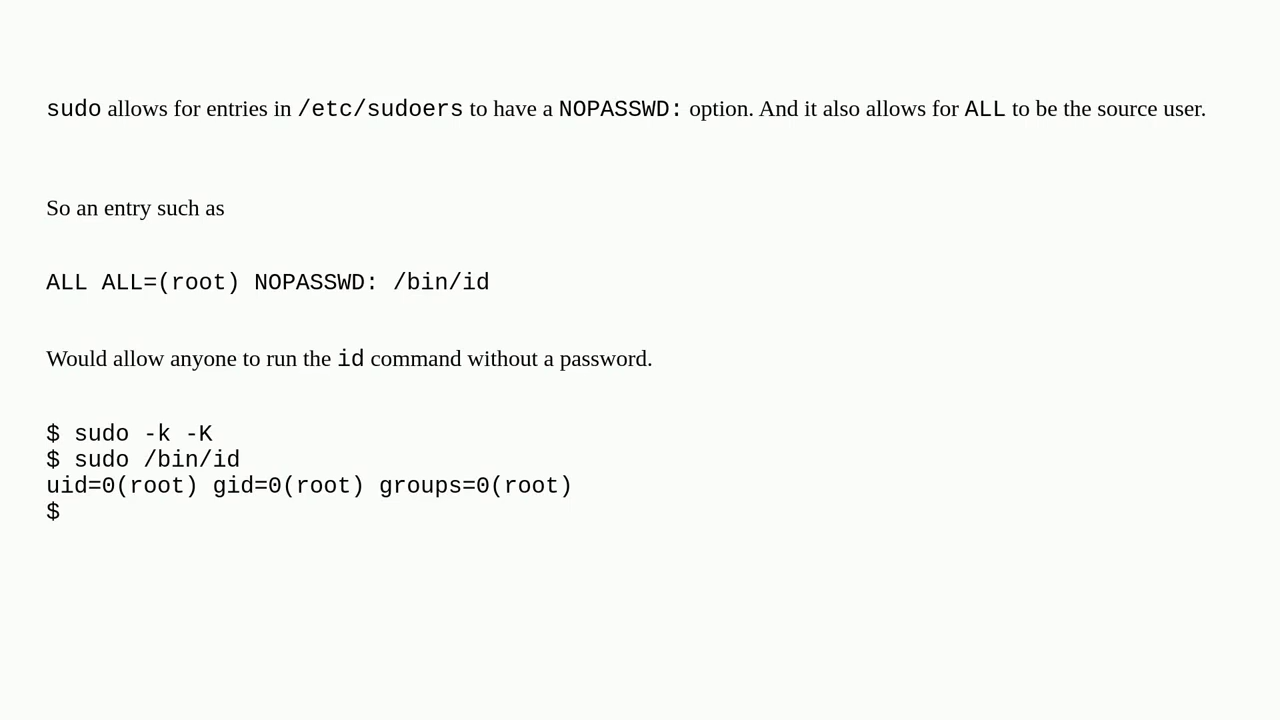 sudo allows for entries in /etc/sudoers to have a NOPASSWD: option. And it also allows for ALL to be the source user.
So an entry such as
ALL ALL=(root) NOPASSWD: /bin/id
Would allow anyone to run the id command without a password.
$ sudo -k -K
$ sudo /bin/id
uid=0(root) gid=0(root) groups=0(root)
$